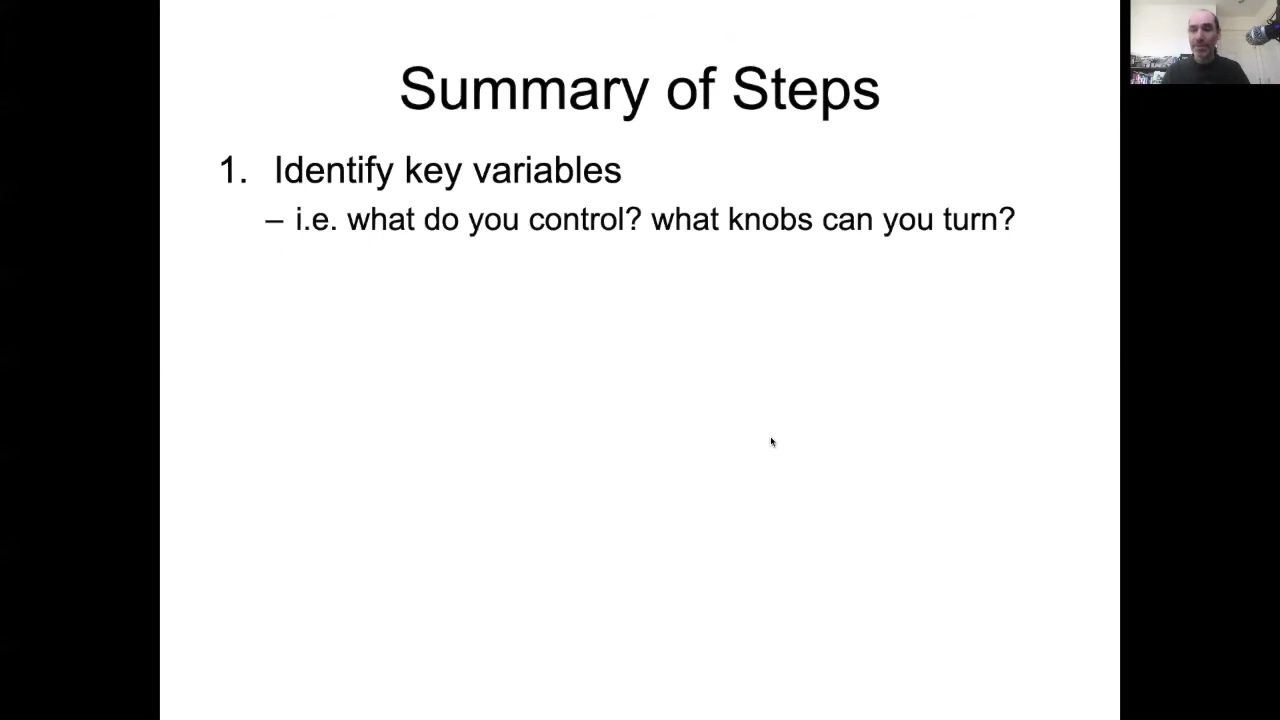 Summary of Steps
1. Identify key variables
– i.e. what do you control? what knobs can you turn?